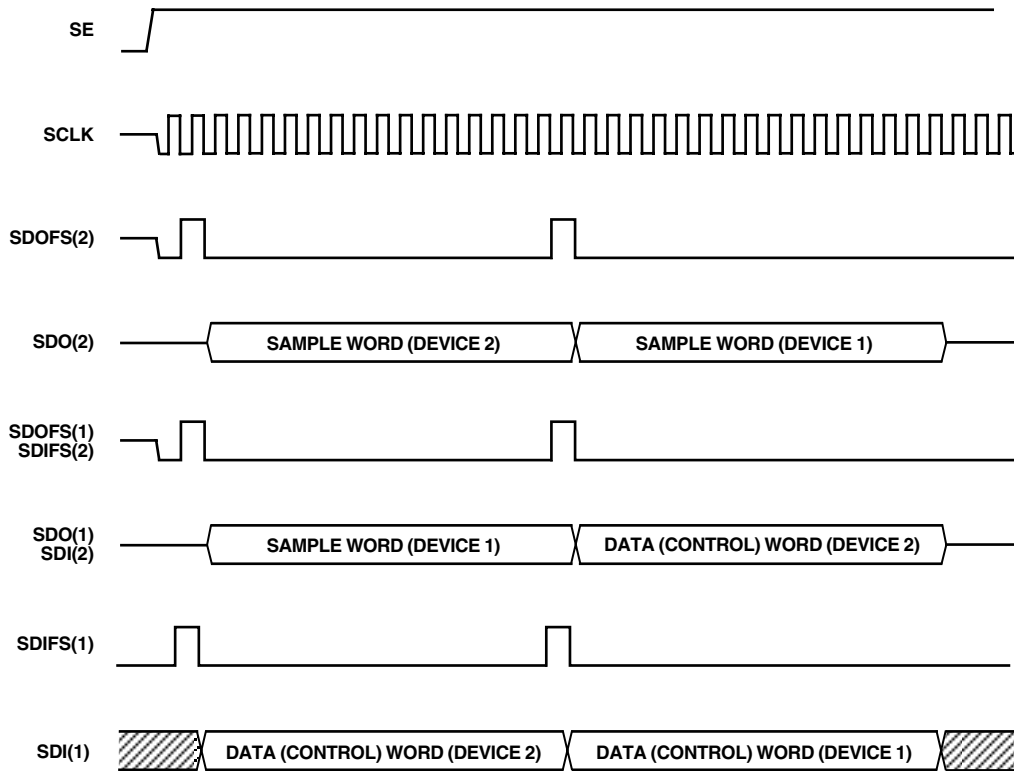 SE
SCLK
SDOFS(2)
SDO(2)
SAMPLE WORD (DEVICE 2)
SAMPLE WORD (DEVICE 1)
SDOFS(1)
SDIFS(2)
SDO(1)
SDI(2)
SAMPLE WORD (DEVICE 1)
DATA (CONTROL) WORD (DEVICE 2)
SDIFS(1)
SDI(1)
DATA (CONTROL) WORD (DEVICE 2)
DATA (CONTROL) WORD (DEVICE 1)